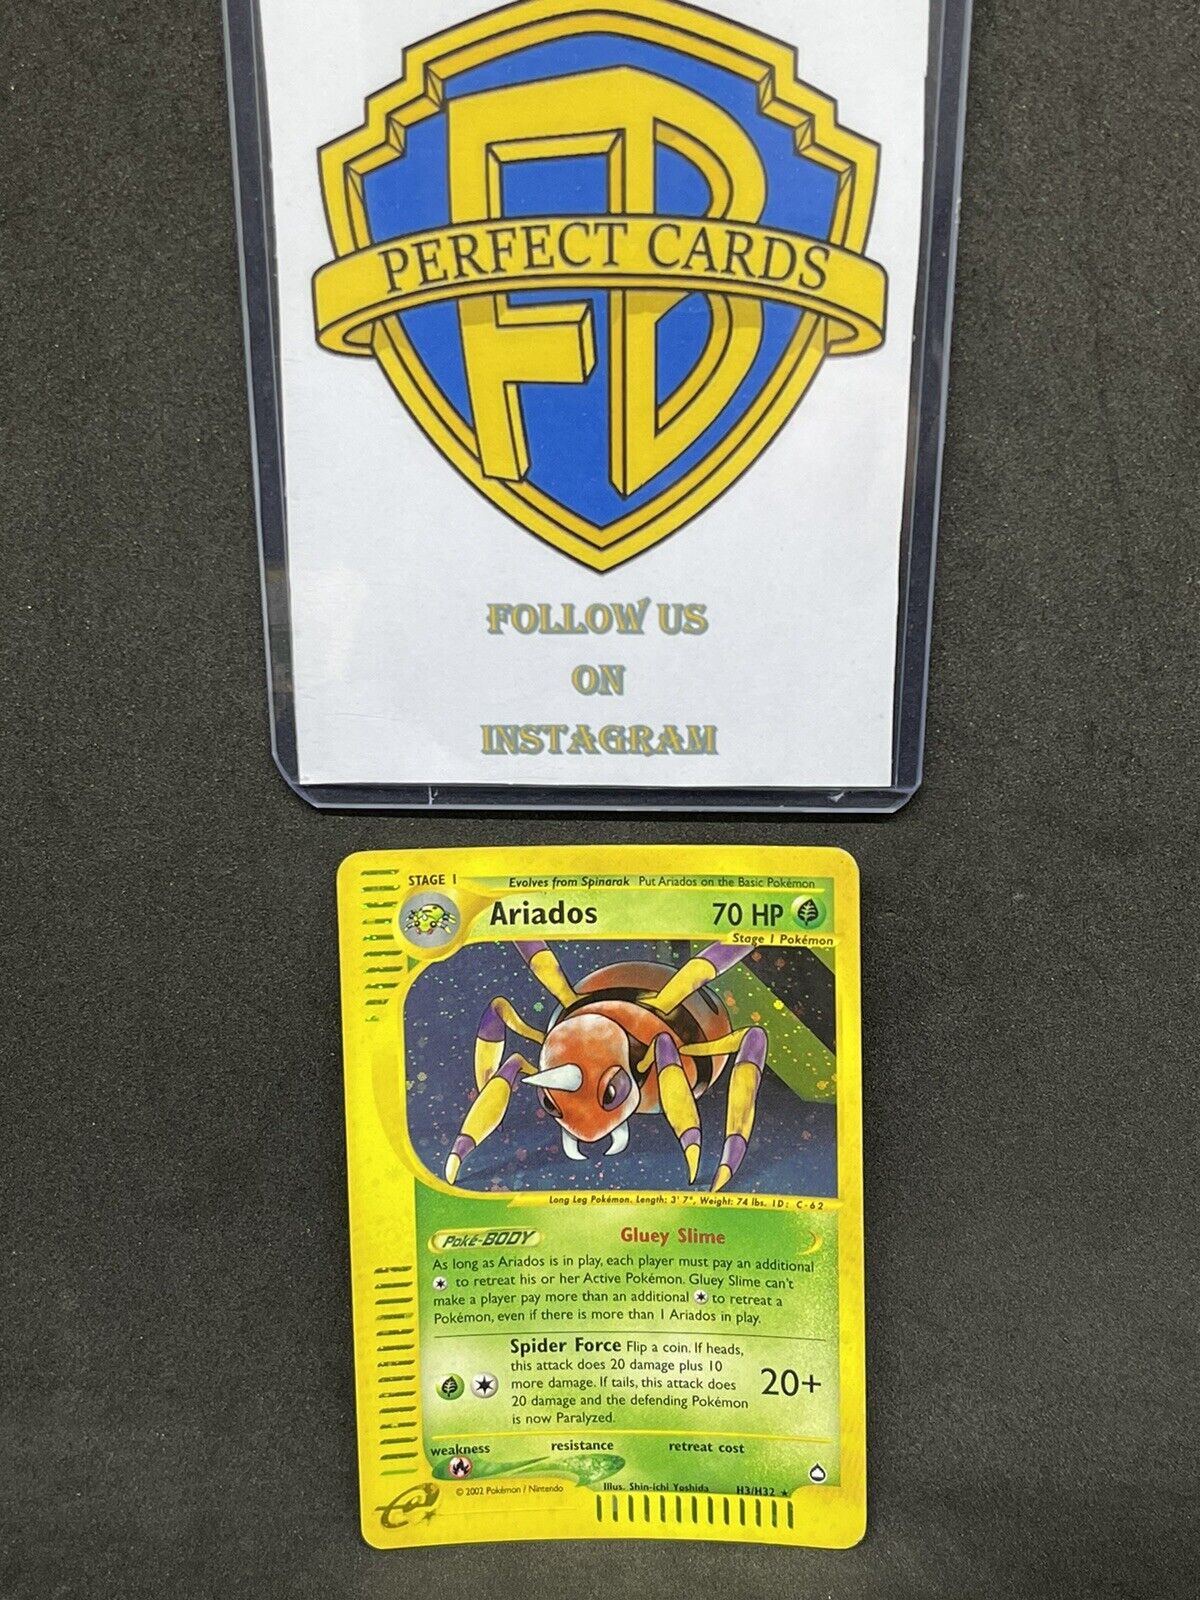 FB
PERFECT CARDS
FOLLOW US
ON
INSTAGRAM
STAGE 1
Evolves from Spinarak Put Ariados on the Basic Pokémon
Ariados
70 HP
Stage 1 Pokémon
Long Leg Pokémon. Length: 3' 7", Weight: 74 lbs. ID: C-62
Poké-BODY
Gluey Slime
As long as Ariados is in play, each player must pay an additional
to retreat his or her Active Pokémon. Gluey Slime can't
make a player pay more than an additional to retreat a
Pokémon, even if there is more than 1 Ariados in play.
Spider Force Flip a coin. If heads,
this attack does 20 damage plus 10
more damage. If tails, this attack does
20 damage and the defending Pokémon
is now Paralyzed.
20+
weakness resistance retreat cost
© 2002 Pokémon / Nintendo
Illus. Shin-ichi Yoshida
H3/H32 ★
e